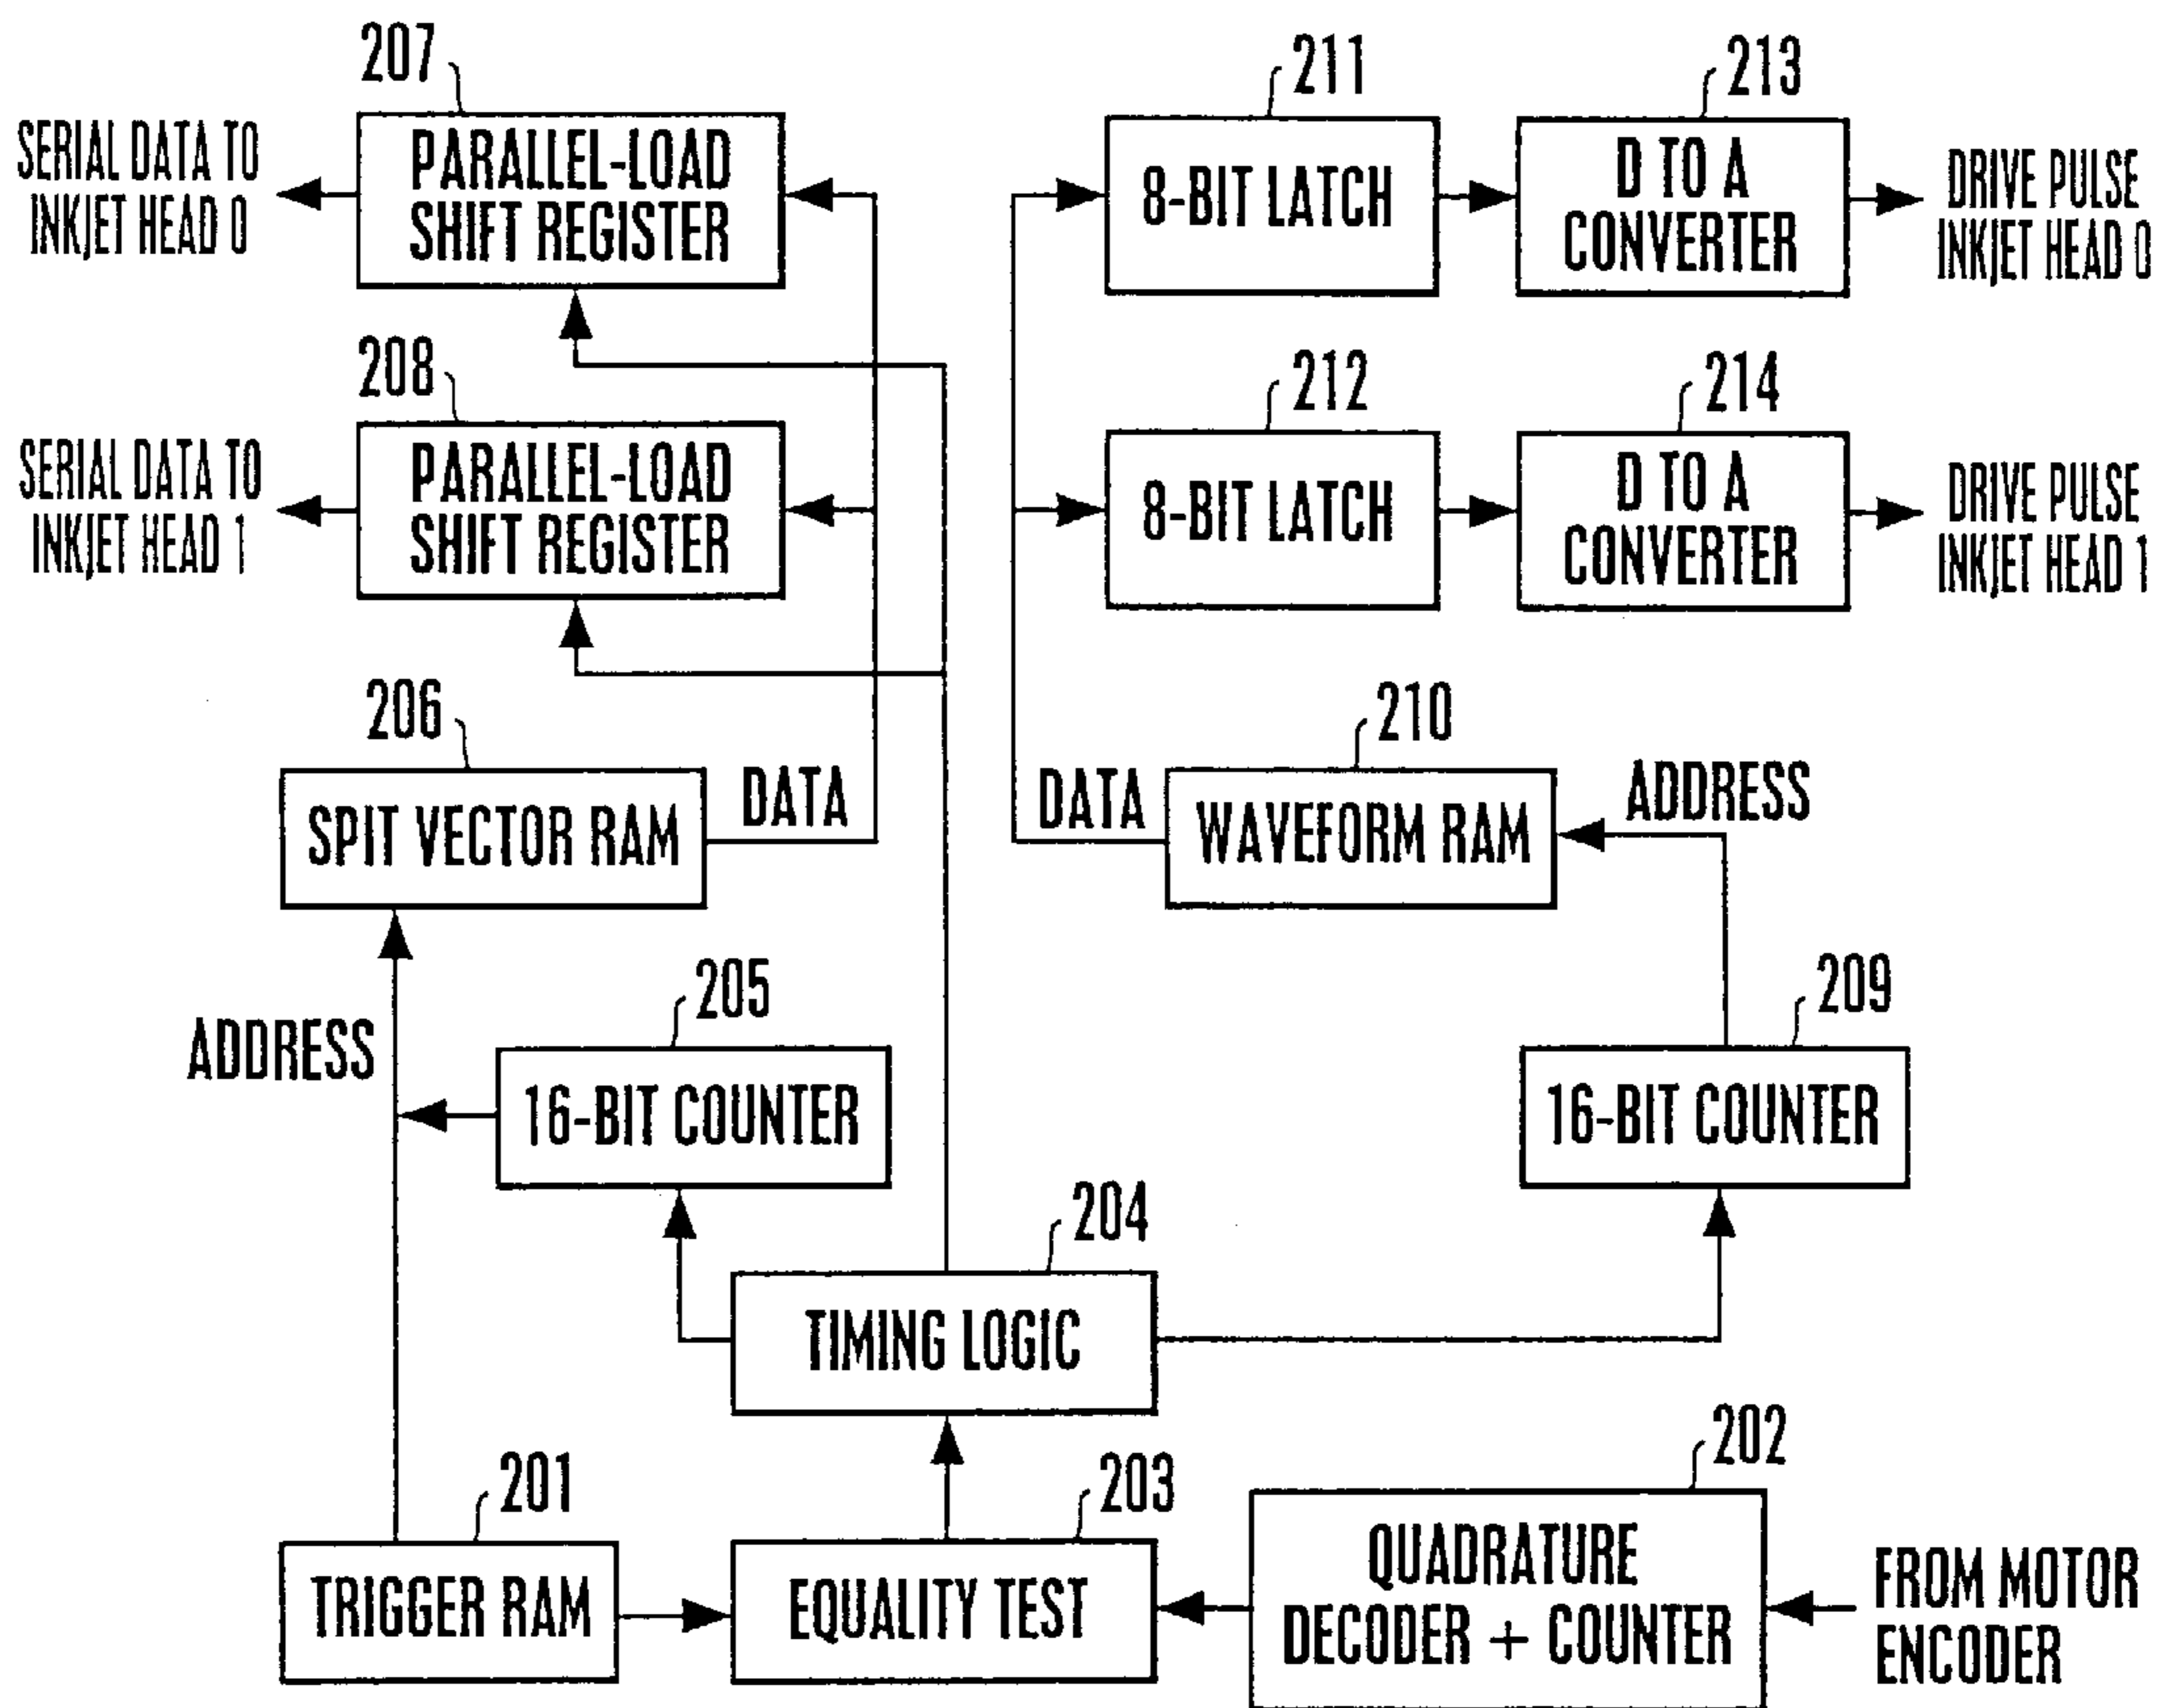 207
SERIAL DATA TO
INKJET HEAD 0
PARALLEL-LOAD
SHIFT REGISTER
211
8-BIT LATCH
213
D TO A
CONVERTER
DRIVE PULSE
INKJET HEAD 0
208
SERIAL DATA TO
INKJET HEAD 1
PARALLEL-LOAD
SHIFT REGISTER
212
8-BIT LATCH
214
D TO A
CONVERTER
DRIVE PULSE
INKJET HEAD 1
206
SPIT VECTOR RAM
DATA
DATA
210
WAVEFORM RAM
ADDRESS
ADDRESS
205
16-BIT COUNTER
209
16-BIT COUNTER
204
TIMING LOGIC
201
TRIGGER RAM
203
EQUALITY TEST
202
QUADRATURE
DECODER + COUNTER
FROM MOTOR
ENCODER